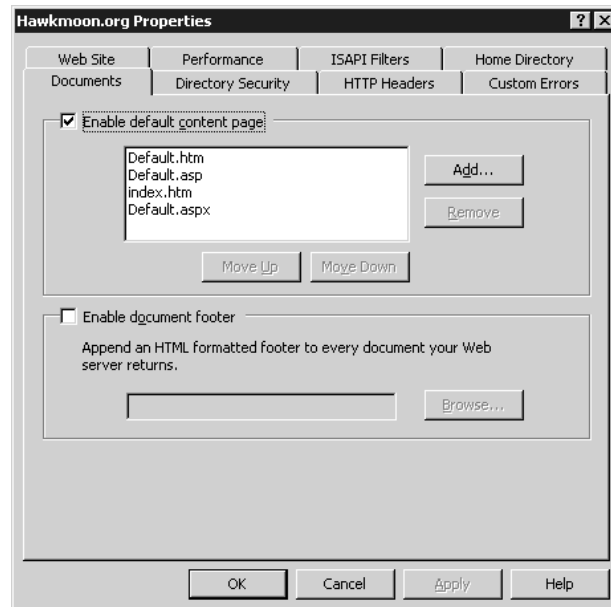 Hawkmoon.org Properties
Web Site Performance ISAPI Filters Home Directory
Documents Directory Security HTTP Headers Custom Errors
Enable default content page
Default.htm
Default.asp
index.htm
Default.aspx
Add...
Remove
Move Up Move Down
Enable document footer
Append an HTML formatted footer to every document your Web
server returns.
Browse...
OK Cancel Apply Help